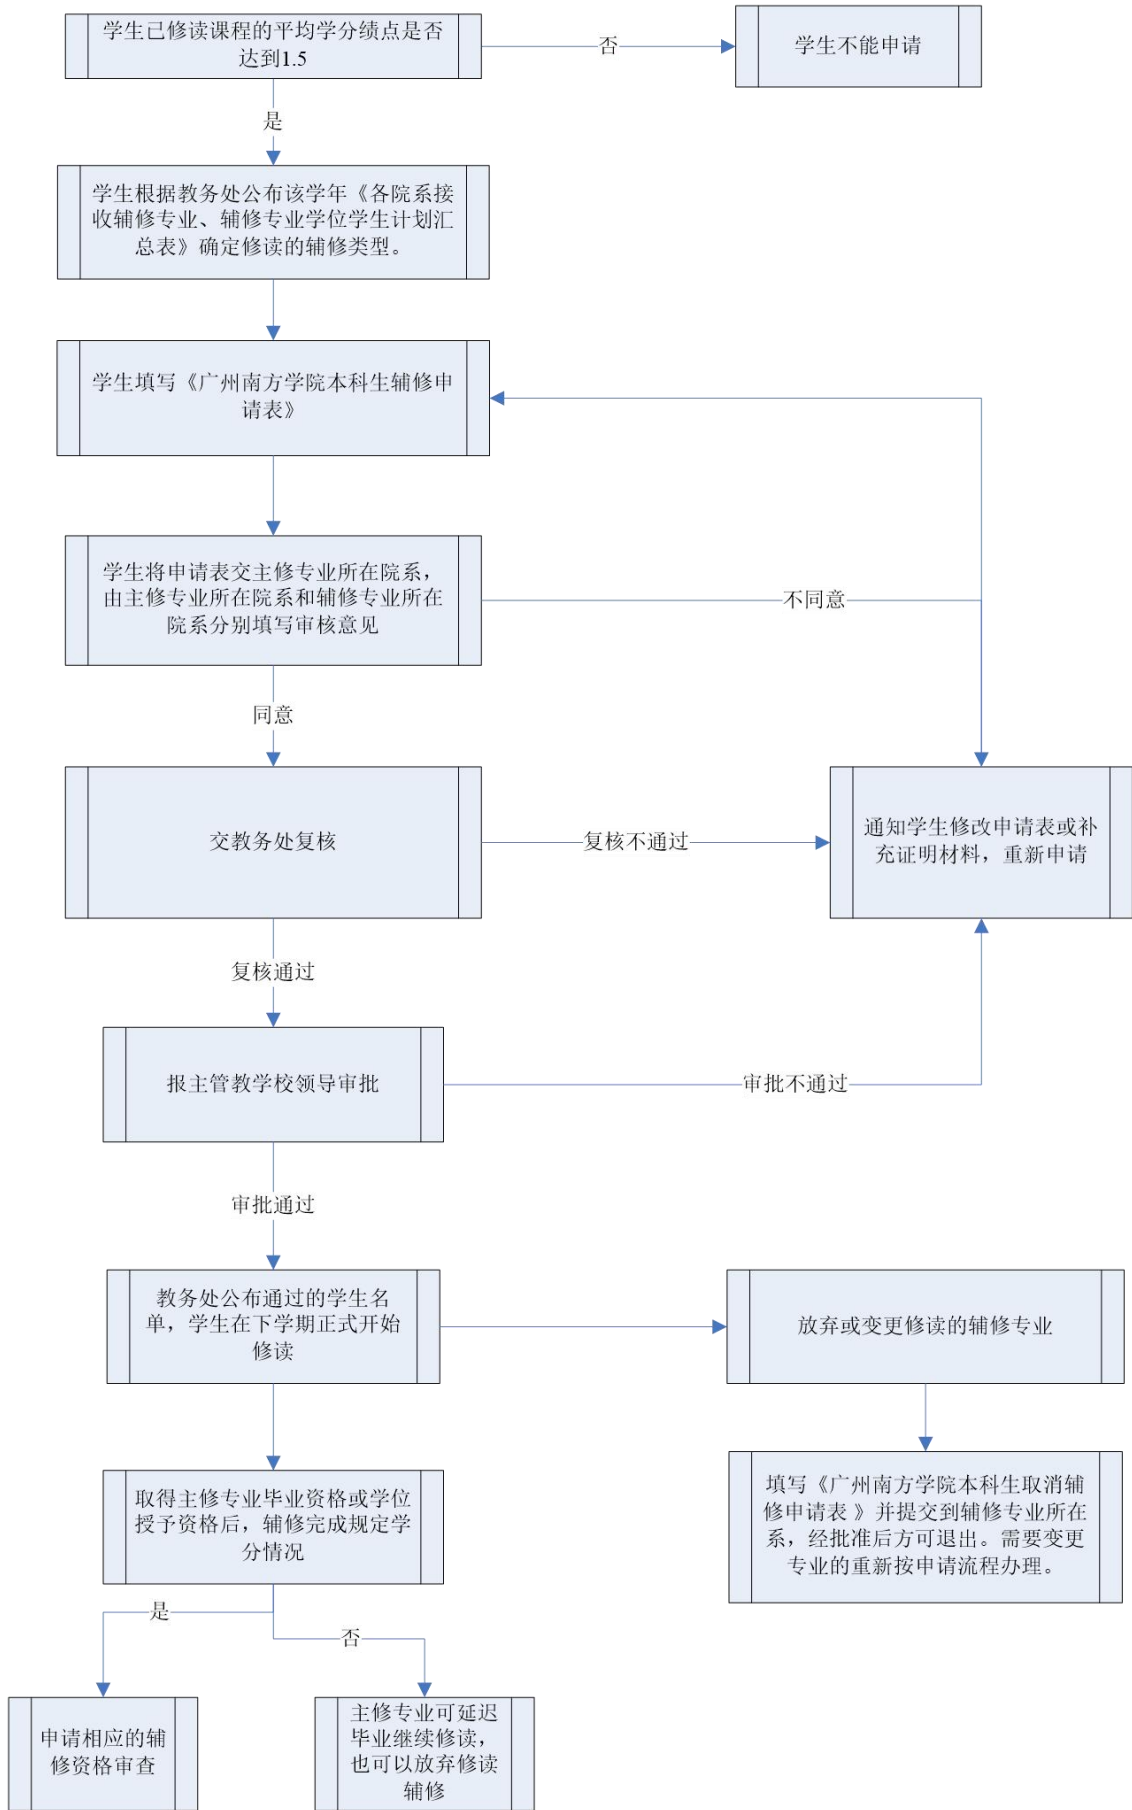 学生已修读课程的平均学分绩点是否
达到1.5
否
学生不能申请
是
学生根据教务处公布该学年《各院系接
收辅修专业、辅修专业学位学生计划汇
总表》确定修读的辅修类型。
学生填写《广州南方学院本科生辅修申
请表》
学生将申请表交主修专业所在院系，
由主修专业所在院系和辅修专业所在
院系分别填写审核意见
不同意
同意
交教务处复核
复核不通过
通知学生修改申请表或补
充证明材料，重新申请
复核通过
报主管教学校领导审批
审批不通过
审批通过
教务处公布通过的学生名
单，学生在下学期正式开始
修读
放弃或变更修读的辅修专业
取得主修专业毕业资格或学位
授予资格后，辅修完成规定学
分情况
填写《广州南方学院本科生取消辅
修申请表 》并提交到辅修专业所在
系，经批准后方可退出。需要变更
专业的重新按申请流程办理。
是
否
申请相应的辅
修资格审查
主修专业可延迟
毕业继续修读，
也可以放弃修读
辅修